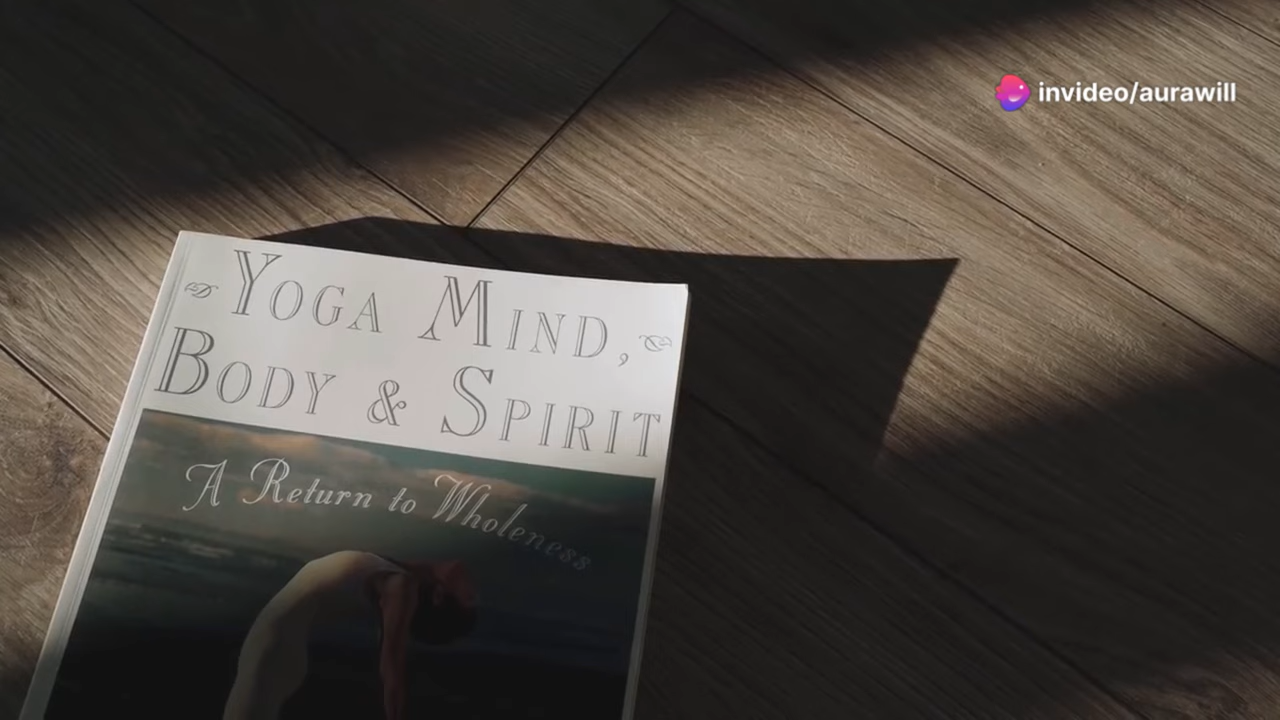 invideo/aurawill
YOGA MIND,
BODY & SPIRIT
A Return to Wholeness